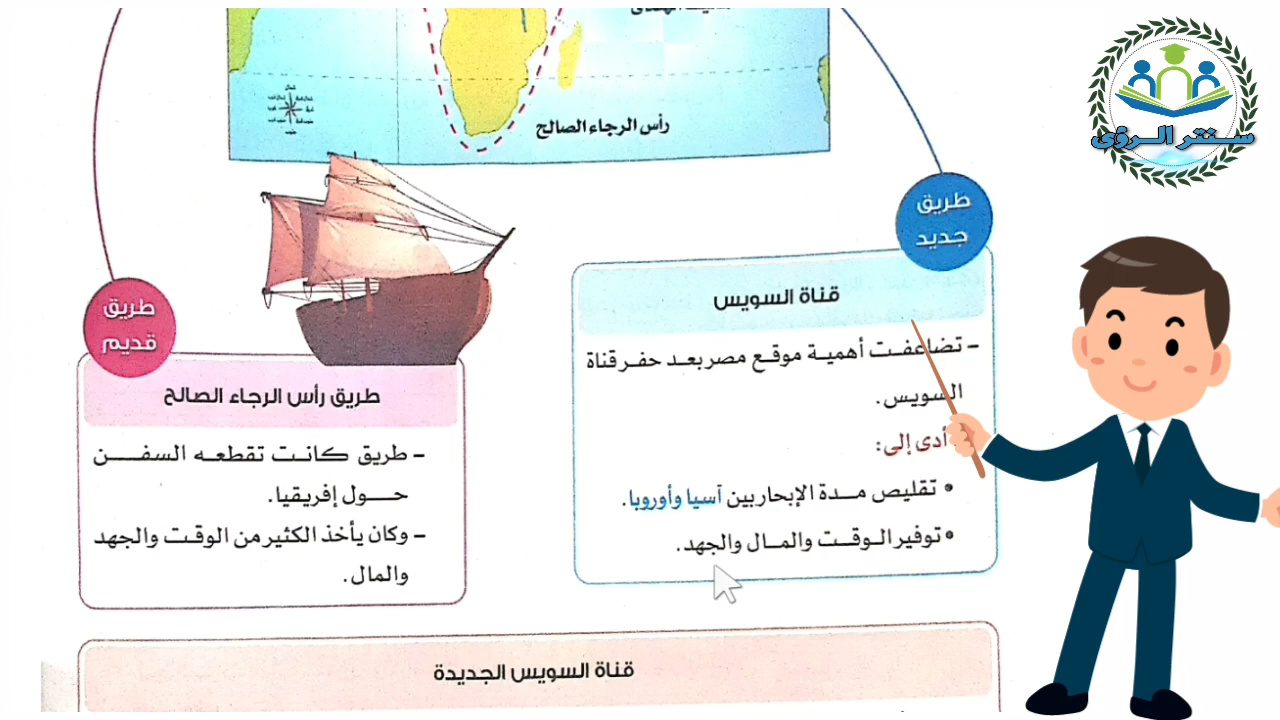 سنتر الرؤى
رأس الرجاء الصالح
طريق
جديد
قناة السويس
- تضاعفت أهمية موقع مصر بعد حفر قناة
السويس.
أدى إلى:
• تقليص مدة الإبحار بين آسيا وأوروبا.
• توفير الوقت والمال والجهد.
طريق
قديم
طريق رأس الرجاء الصالح
- طريق كانت تقطعه السفن
حول إفريقيا.
- وكان يأخذ الكثير من الوقت والجهد
والمال.
قناة السويس الجديدة